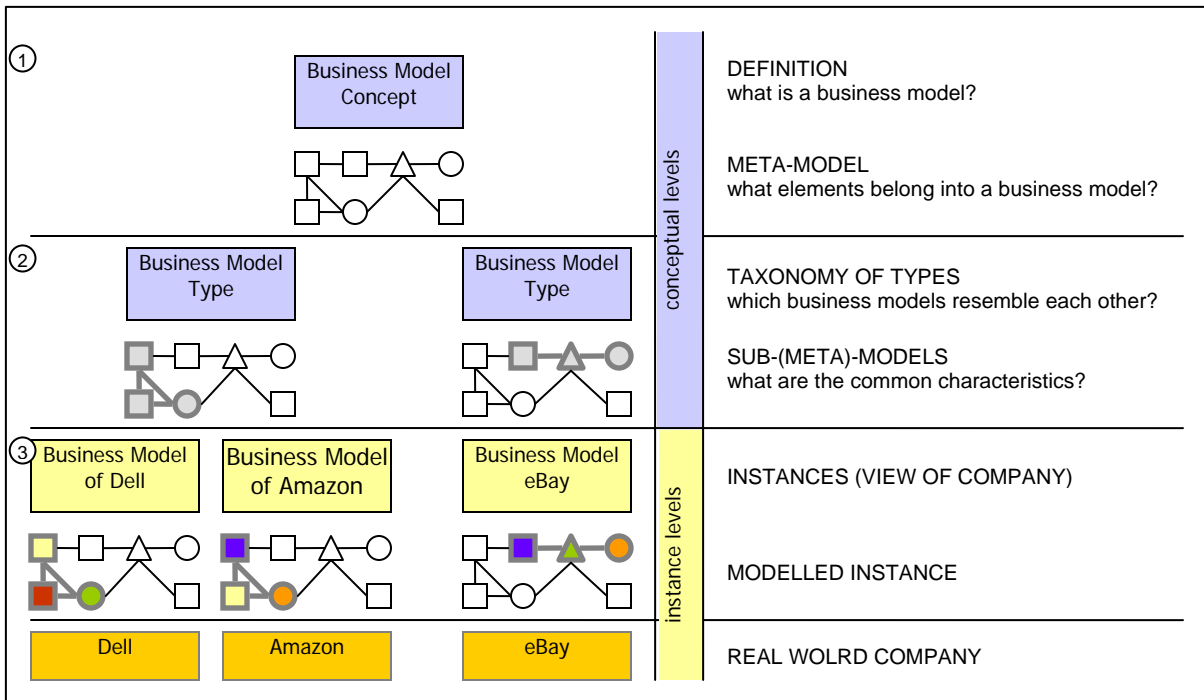 1
Business Model
Concept
DEFINITION
what is a business model?
META-MODEL
what elements belong into a business model?
conceptual levels
2
Business Model
Type
Business Model
Type
TAXONOMY OF TYPES
which business models resemble each other?
SUB-(META)-MODELS
what are the common characteristics?
3
Business Model
of Dell
Business Model
of Amazon
Business Model
eBay
INSTANCES (VIEW OF COMPANY)
instance levels
MODELLED INSTANCE
Dell
Amazon
eBay
REAL WOLRD COMPANY